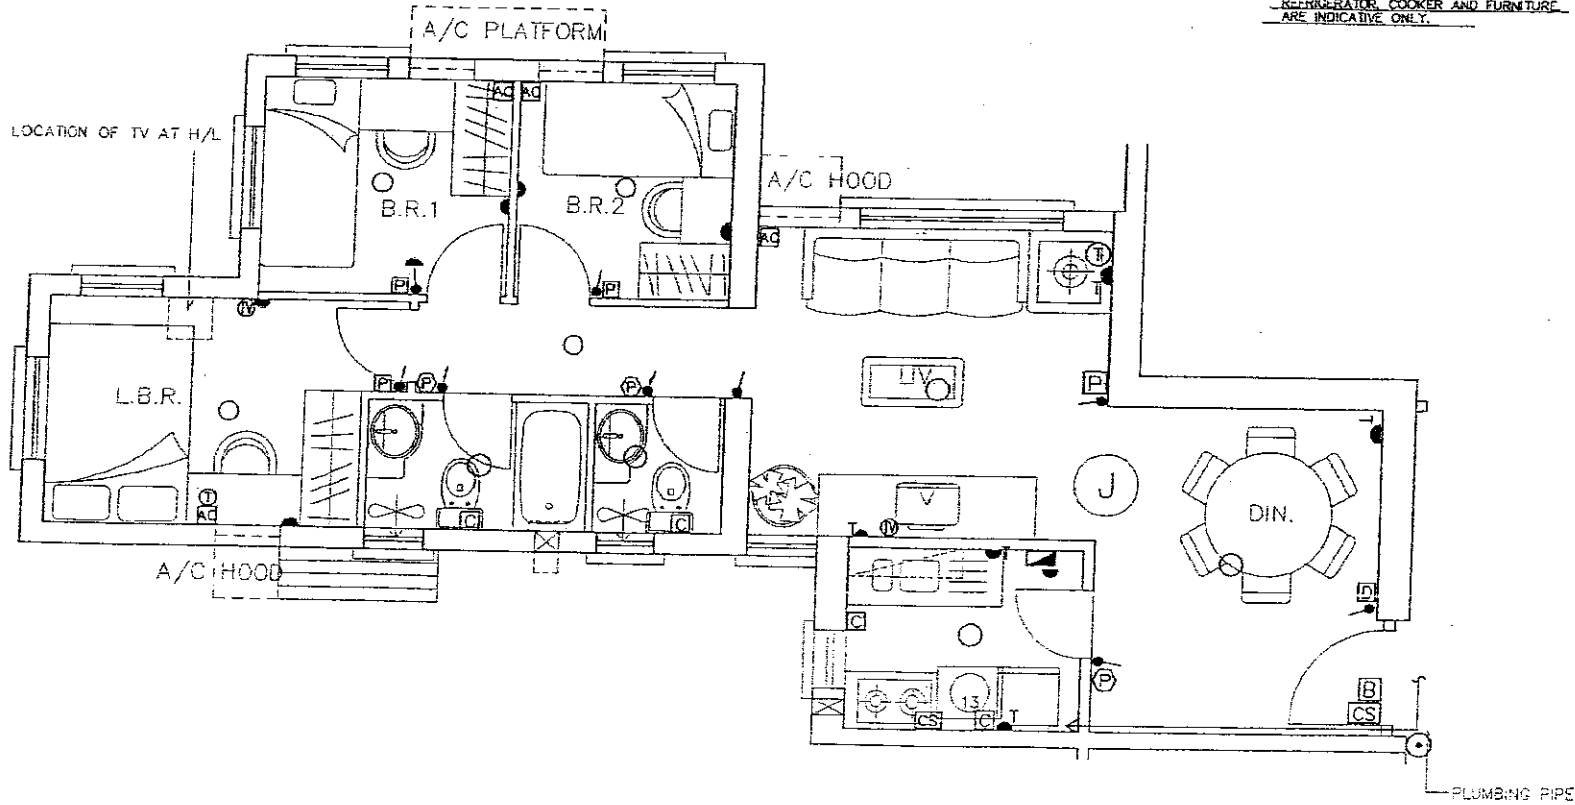 REFRIGERATOR, COOKER AND FURNITURE
ARE INDICATIVE ONLY.
A/C PLATFORM
LOCATION OF TV AT H/L
AC AC
A/C HOOD
B.R.1
B.R.2
AC
T
P
P
TV
P
P
P
LIV
P
L.B.R.
T
J
DIN.
T
AC
C
C
V
T
TV
T
A/C HOOD
D
C
P
B
13
CS
CS
C
T
PLUMBING PIPE